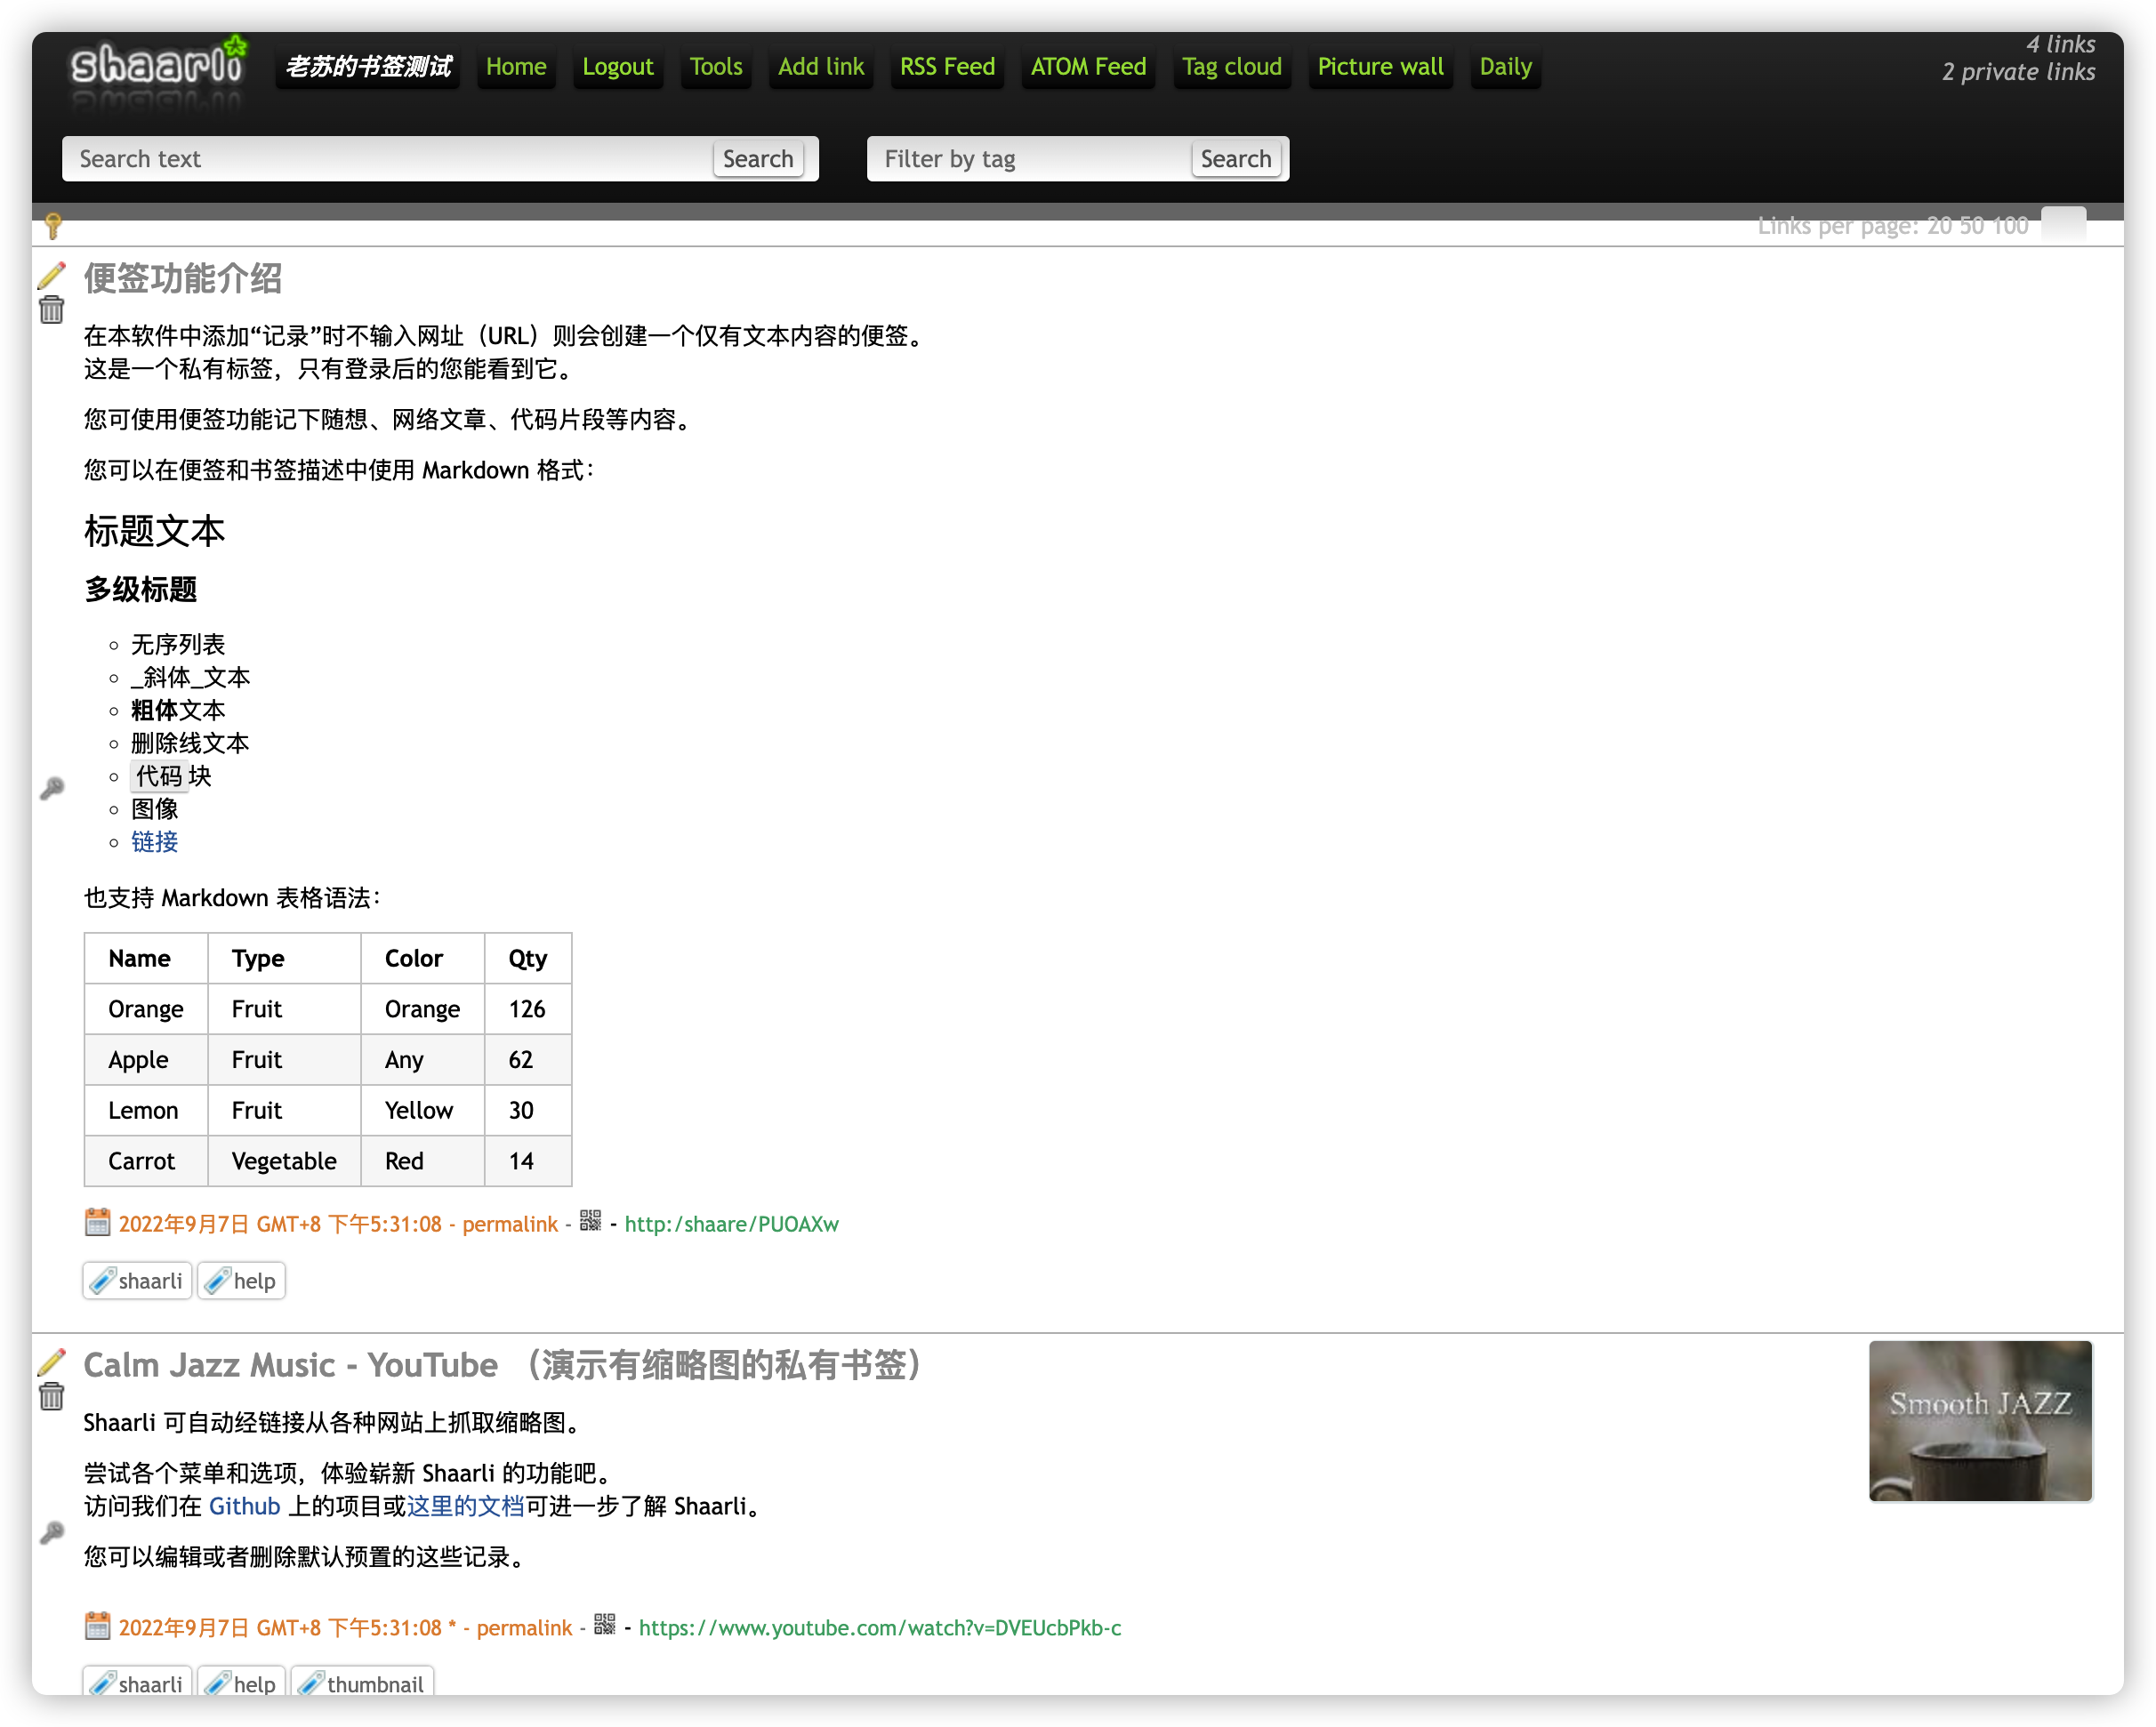 shaarli
老苏的书签测试 Home Logout Tools Add link RSS Feed ATOM Feed Tag cloud Picture wall Daily
4 links
2 private links
Search text Search Filter by tag Search
Links per page: 20 50 100
便签功能介绍
在本软件中添加“记录”时不输入网址（URL）则会创建一个仅有文本内容的便签。
这是一个私有标签，只有登录后的您能看到它。
您可使用便签功能记下随想、网络文章、代码片段等内容。
您可以在便签和书签描述中使用 Markdown 格式：
标题文本
多级标题
无序列表
_斜体_文本
粗体文本
删除线文本
代码块
图像
链接
也支持 Markdown 表格语法：
Name Type Color Qty
Orange Fruit Orange 126
Apple Fruit Any 62
Lemon Fruit Yellow 30
Carrot Vegetable Red 14
2022年9月7日 GMT+8 下午5:31:08 - permalink - - http:/shaare/PUOAXw
shaarli help
Calm Jazz Music - YouTube （演示有缩略图的私有书签）
Smooth JAZZ
Shaarli 可自动经链接从各种网站上抓取缩略图。
尝试各个菜单和选项，体验崭新 Shaarli 的功能吧。
访问我们在 Github 上的项目或这里的文档可进一步了解 Shaarli。
您可以编辑或者删除默认预置的这些记录。
2022年9月7日 GMT+8 下午5:31:08 * - permalink - - https://www.youtube.com/watch?v=DVEUcbPkb-c
shaarli help thumbnail